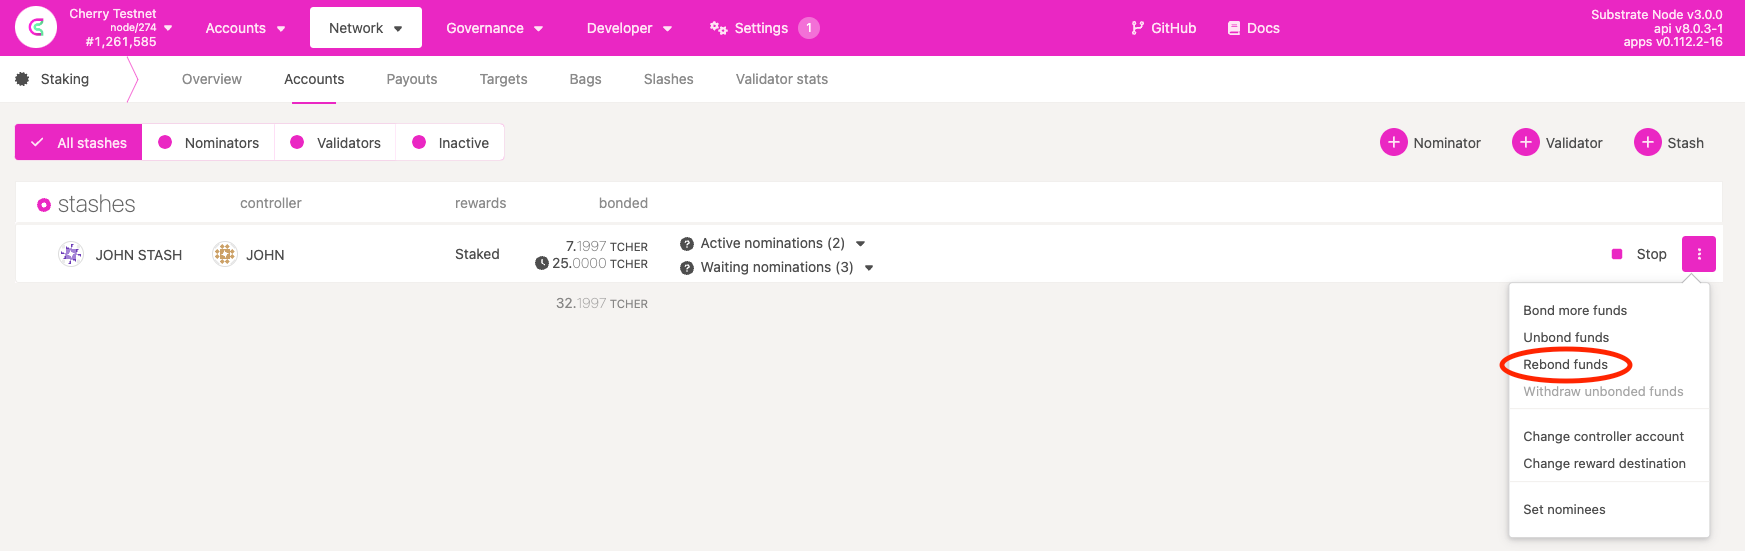 Cherry Testnet
node/274
#1,261,585
Accounts
Network
Governance
Developer
Settings 1
GitHub
Docs
Substrate Node v3.0.0
api v8.0.3-1
apps v0.112.2-16
Staking
Overview
Accounts
Payouts
Targets
Bags
Slashes
Validator stats
All stashes
Nominators
Validators
Inactive
Nominator
Validator
Stash
stashes
controller
rewards
bonded
JOHN STASH
JOHN
Staked
7.1997 TCHER
25.0000 TCHER
Active nominations (2)
Waiting nominations (3)
Stop
32.1997 TCHER
Bond more funds
Unbond funds
Rebond funds
Withdraw unbonded funds
Change controller account
Change reward destination
Set nominees